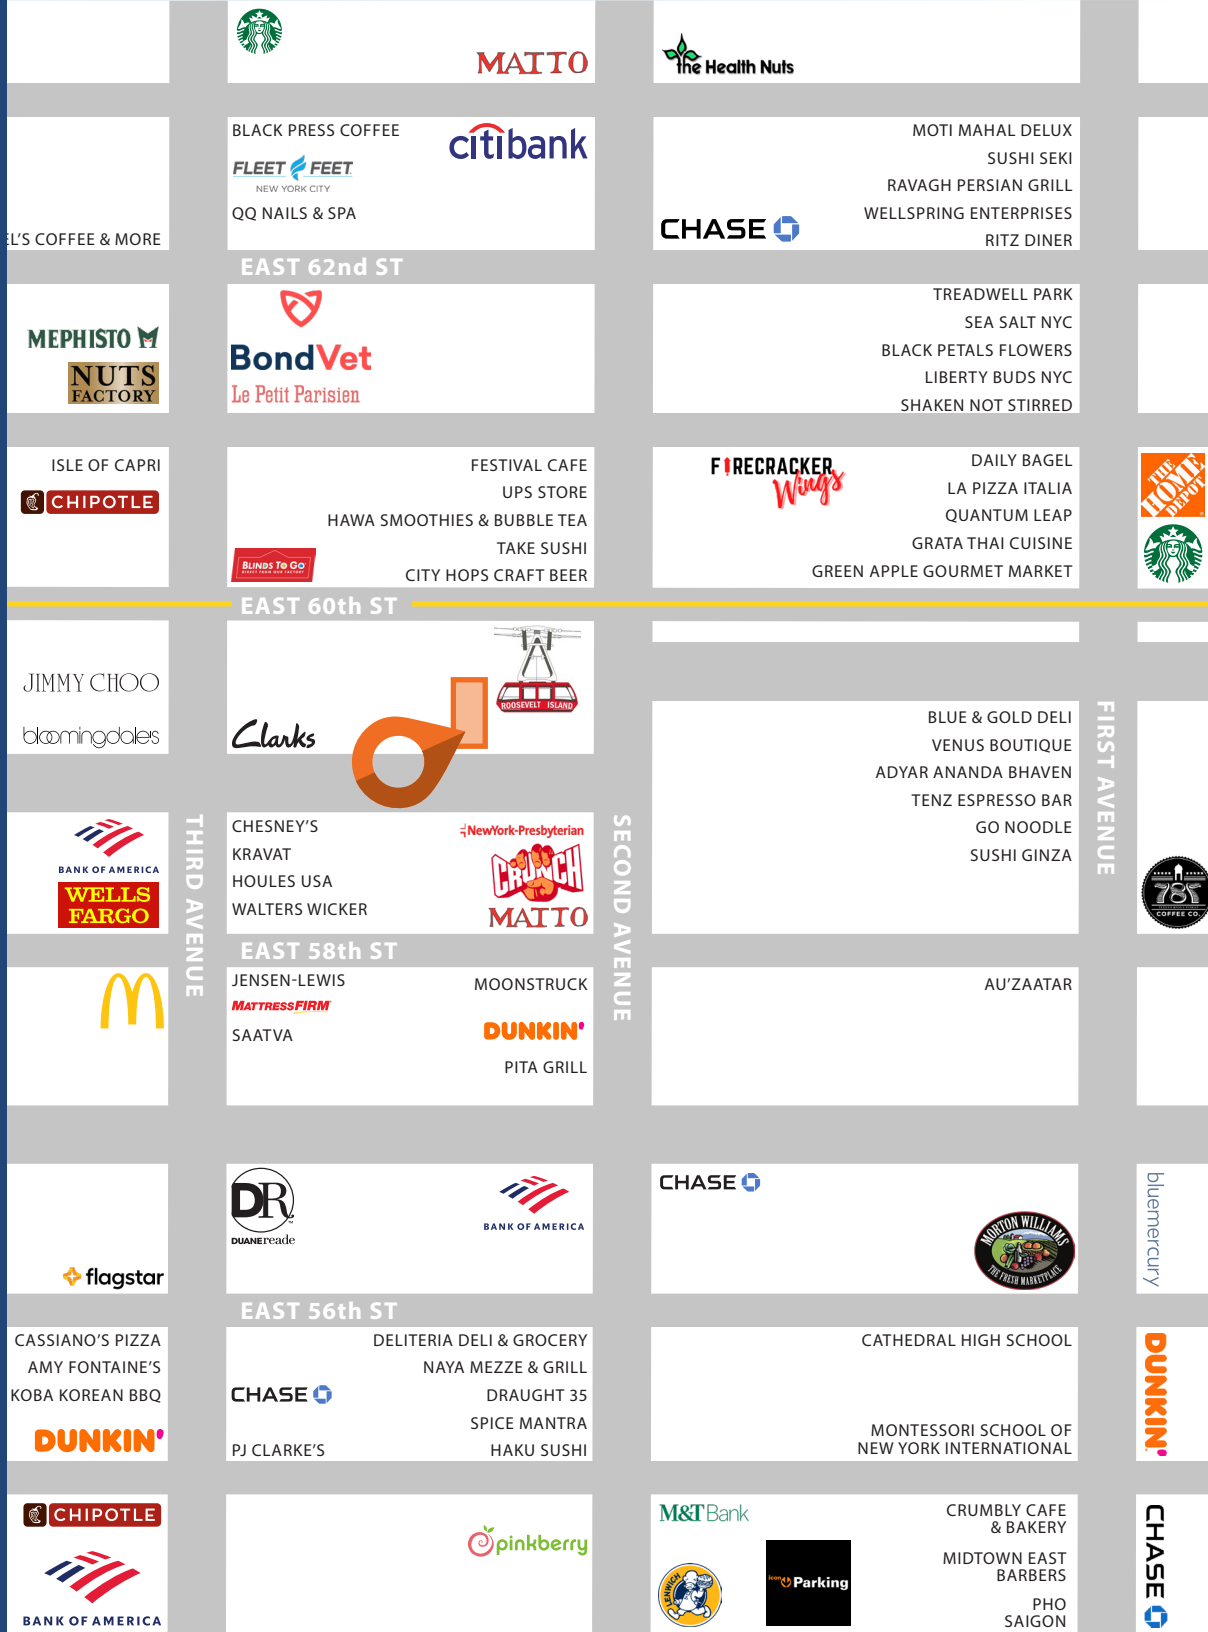 MATTO
the Health Nuts
BLACK PRESS COFFEE
citibank
FLEET FEET
NEW YORK CITY
QQ NAILS & SPA
MOTI MAHAL DELUX
SUSHI SEKI
RAVAGH PERSIAN GRILL
WELLSPRING ENTERPRISES
RITZ DINER
CHASE
EL'S COFFEE & MORE
EAST 62nd ST
MEPHISTO
NUTS
FACTORY
BondVet
Le Petit Parisien
TREADWELL PARK
SEA SALT NYC
BLACK PETALS FLOWERS
LIBERTY BUDS NYC
SHAKEN NOT STIRRED
ISLE OF CAPRI
CHIPOTLE
FESTIVAL CAFE
UPS STORE
HAWA SMOOTHIES & BUBBLE TEA
TAKE SUSHI
CITY HOPS CRAFT BEER
BLINDS TO GO
DIRECT FROM OUR FACTORY
FIRECRACKER
Wings
DAILY BAGEL
LA PIZZA ITALIA
QUANTUM LEAP
GRATA THAI CUISINE
GREEN APPLE GOURMET MARKET
THE
HOME
DEPOT
EAST 60th ST
JIMMY CHOO
bloomingdale's
Clarks
ROOSEVELT ISLAND
BLUE & GOLD DELI
VENUS BOUTIQUE
ADYAR ANANDA BHAVEN
TENZ ESPRESSO BAR
GO NOODLE
SUSHI GINZA
FIRST AVENUE
THIRD AVENUE
SECOND AVENUE
BANK OF AMERICA
WELLS
FARGO
CHESNEY'S
KRAVAT
HOULES USA
WALTERS WICKER
NewYork-Presbyterian
CRUNCH
MATTO
787
COFFEE CO.
EAST 58th ST
JENSEN-LEWIS
MATTRESSFIRM
SAATVA
MOONSTRUCK
DUNKIN'
PITA GRILL
AU'ZAATAR
DR
DUANEreade
BANK OF AMERICA
CHASE
MORTON WILLIAMS
THE FRESH MARKETPLACE
bluemercury
flagstar
EAST 56th ST
CASSIANO'S PIZZA
AMY FONTAINE'S
KOBA KOREAN BBQ
DUNKIN'
DELITERIA DELI & GROCERY
NAYA MEZZE & GRILL
DRAUGHT 35
SPICE MANTRA
HAKU SUSHI
CHASE
PJ CLARKE'S
CATHEDRAL HIGH SCHOOL
MONTESSORI SCHOOL OF
NEW YORK INTERNATIONAL
DUNKIN'
CHIPOTLE
BANK OF AMERICA
pinkberry
M&T Bank
LENWICH
icon Parking
CRUMBLY CAFE
& BAKERY
MIDTOWN EAST
BARBERS
PHO
SAIGON
CHASE